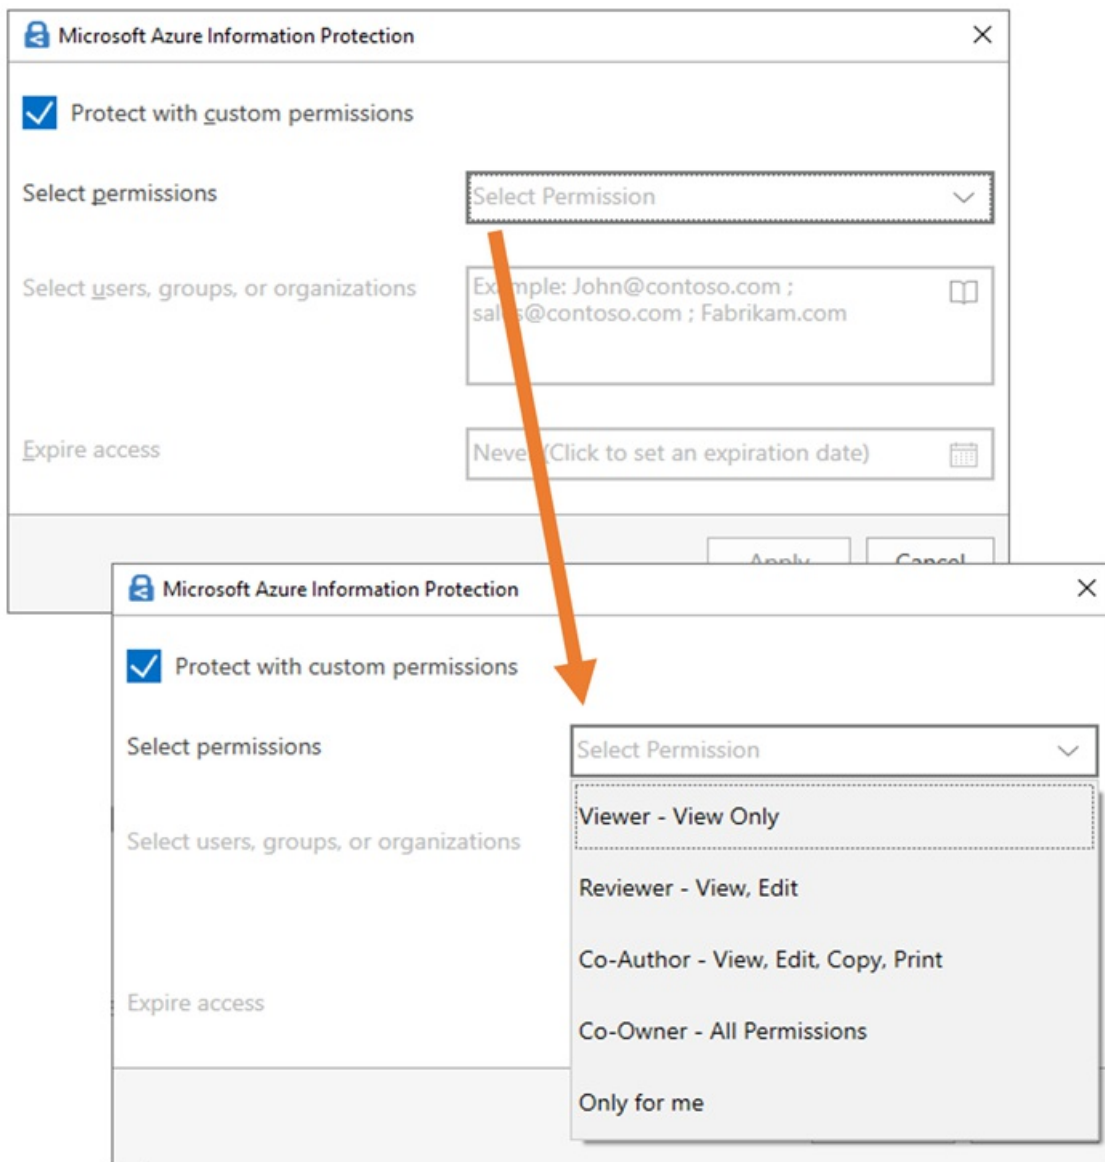 Microsoft Azure Information Protection
Protect with custom permissions
Select permissions
Select Permission
Select users, groups, or organizations
Example: John@contoso.com ;
sales@contoso.com ; Fabrikam.com
Expire access
Never (Click to set an expiration date)
Apply
Cancel
Microsoft Azure Information Protection
Protect with custom permissions
Select permissions
Select Permission
Viewer - View Only
Select users, groups, or organizations
Reviewer - View, Edit
Co-Author - View, Edit, Copy, Print
Expire access
Co-Owner - All Permissions
Only for me